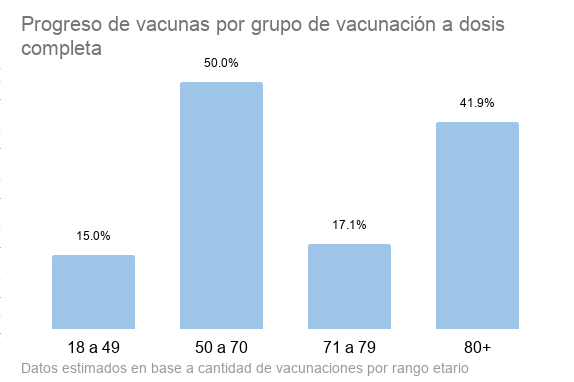 Progreso de vacunas por grupo de vacunación a dosis
completa
50.0%
41.9%
17.1%
15.0%
18 a 49
50 a 70
71 a 79
80+
Datos estimados en base a cantidad de vacunaciones por rango etario